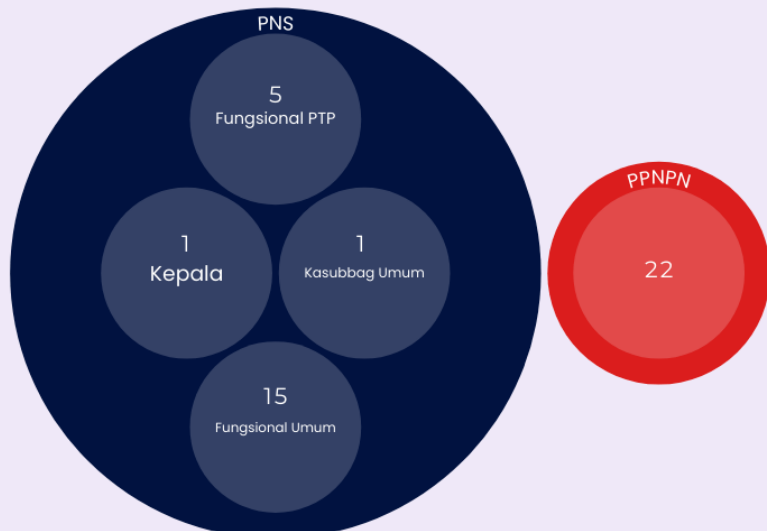 PNS
5
Fungsional PTP
1
Kepala
1
Kasubbag Umum
15
Fungsional Umum
PPNPN
22